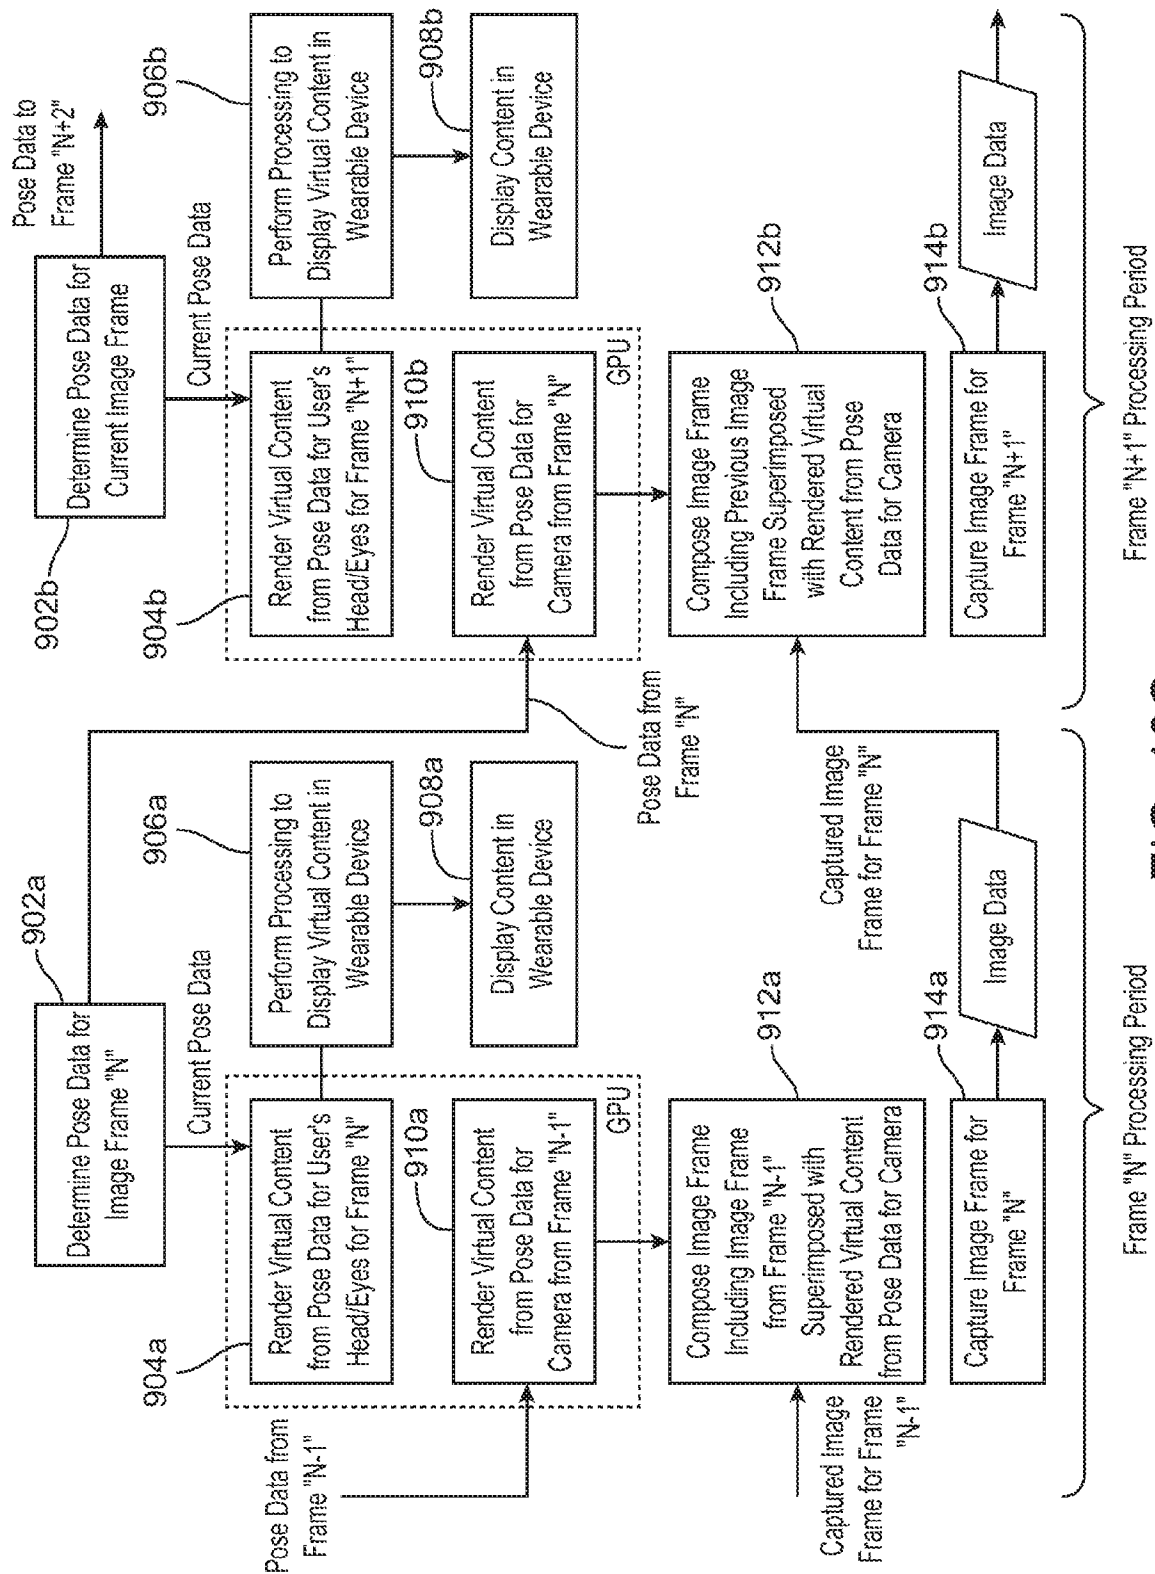 902a
Determine Pose Data for
Image Frame "N"
Current Pose Data
904a
Render Virtual Content
from Pose Data for User's
Head/Eyes for Frame "N"
906a
Perform Processing to
Display Virtual Content in
Wearable Device
908a
Display Content in
Wearable Device
Pose Data from
Frame "N-1"
910a
Render Virtual Content
from Pose Data for
Camera from Frame "N-1"
GPU
Captured Image
Frame for Frame
"N-1"
912a
Compose Image Frame
Including Image Frame
from Frame "N-1"
Superimposed with
Rendered Virtual Content
from Pose Data for Camera
914a
Capture Image Frame for
Frame "N"
Image Data
Frame "N" Processing Period
902b
Determine Pose Data for
Current Image Frame
Pose Data to
Frame "N+2"
Current Pose Data
904b
Render Virtual Content
from Pose Data for User's
Head/Eyes for Frame "N+1"
906b
Perform Processing to
Display Virtual Content in
Wearable Device
908b
Display Content in
Wearable Device
Pose Data from
Frame "N"
910b
Render Virtual Content
from Pose Data for
Camera from Frame "N"
GPU
Captured Image
Frame for Frame "N"
912b
Compose Image Frame
Including Previous Image
Frame Superimposed
with Rendered Virtual
Content from Pose
Data for Camera
914b
Capture Image Frame for
Frame "N+1"
Image Data
Frame "N+1" Processing Period